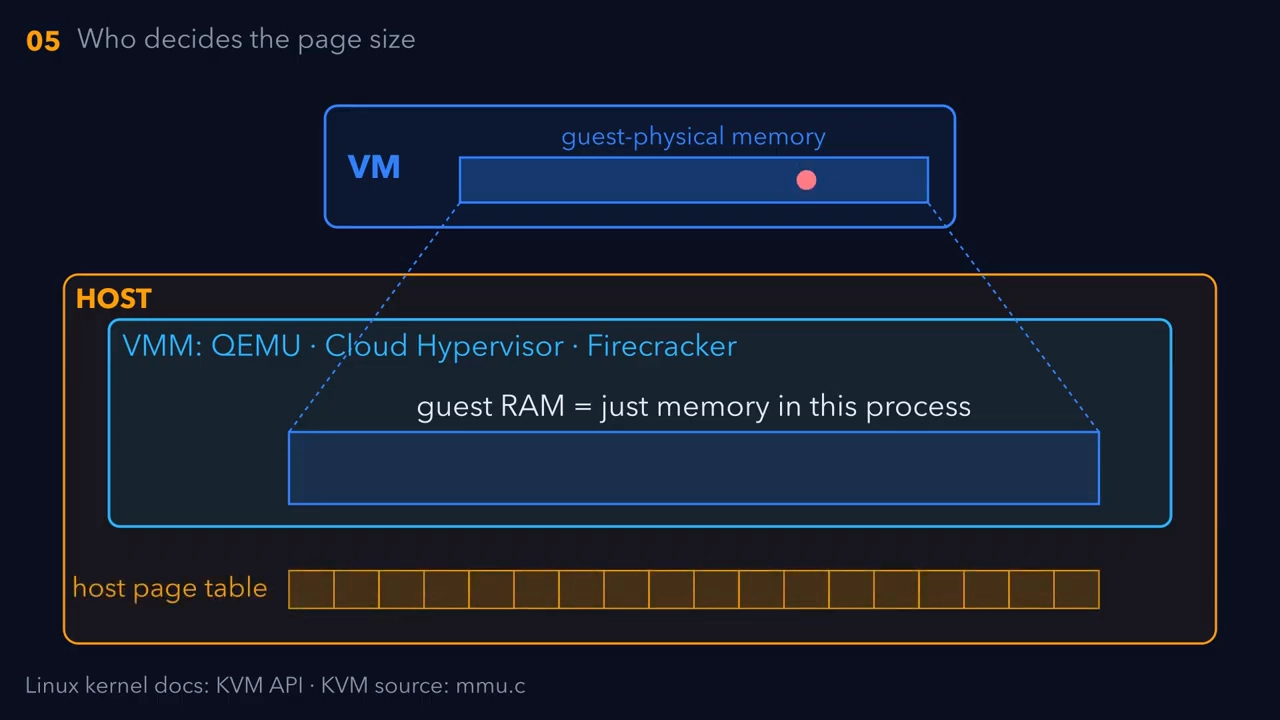 05 Who decides the page size
guest-physical memory
VM
HOST
VMM: QEMU · Cloud Hypervisor · Firecracker
guest RAM = just memory in this process
host page table
Linux kernel docs: KVM API · KVM source: mmu.c